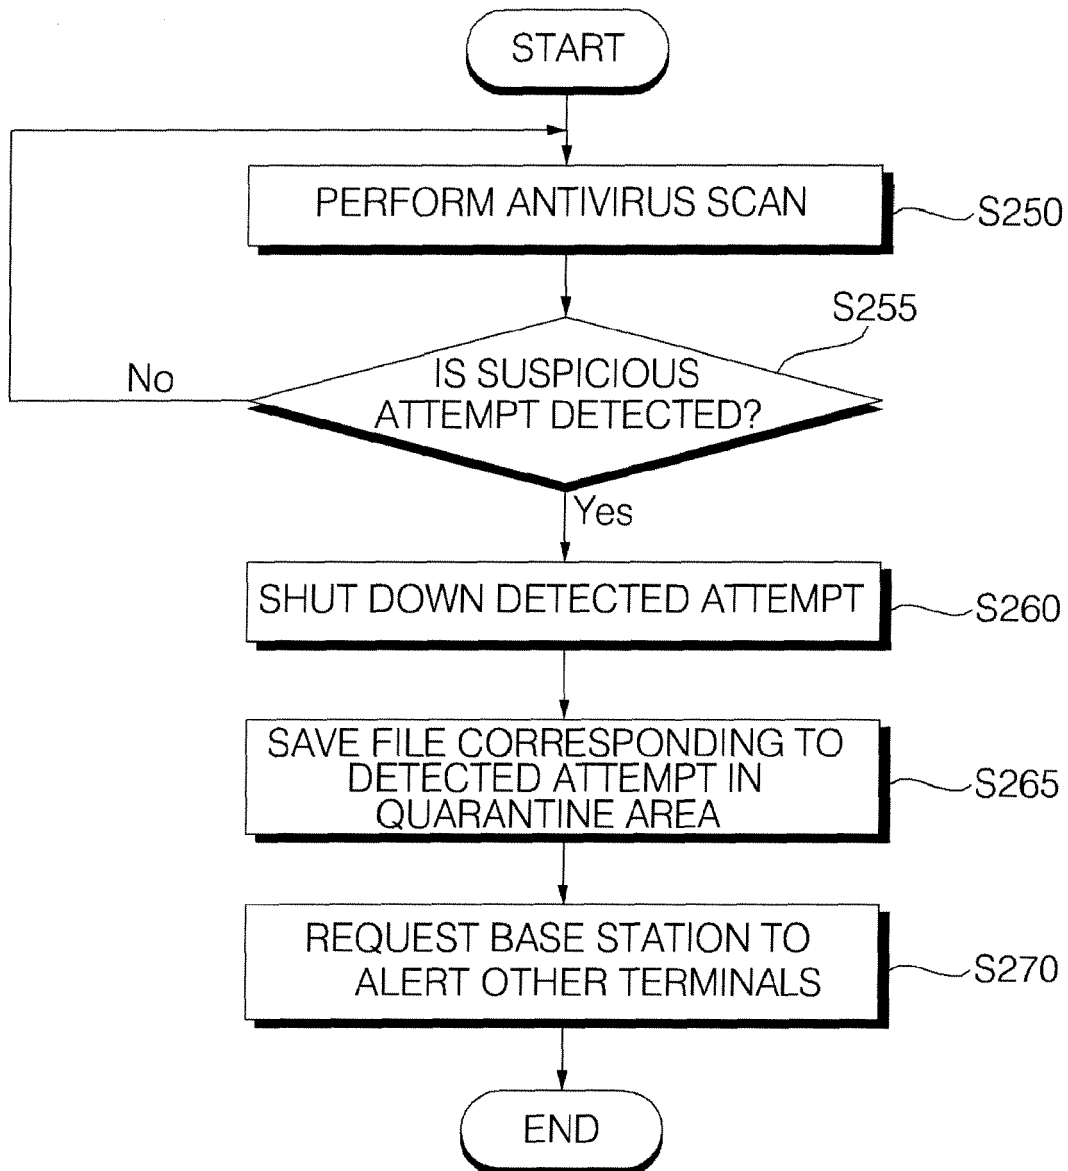 START
PERFORM ANTIVIRUS SCAN
S250
S255
IS SUSPICIOUS
ATTEMPT DETECTED?
No
Yes
SHUT DOWN DETECTED ATTEMPT
S260
SAVE FILE CORRESPONDING TO
DETECTED ATTEMPT IN
QUARANTINE AREA
S265
REQUEST BASE STATION TO
ALERT OTHER TERMINALS
S270
END